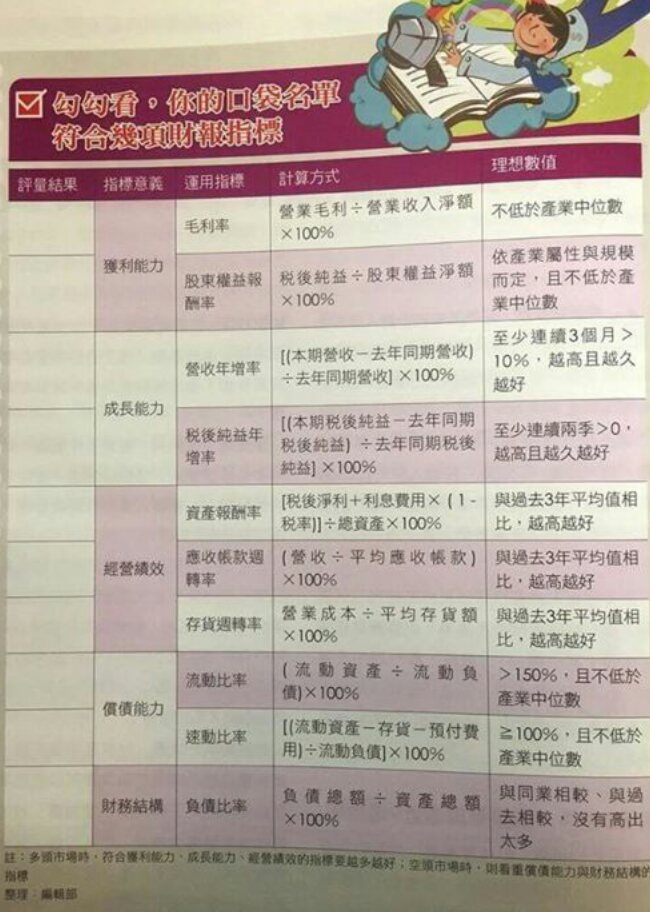 勾勾看，你的口袋名單
符合幾項財報指標
評量結果 指標意義 運用指標 計算方式 理想數值
獲利能力
毛利率
營業毛利÷營業收入淨額
×100%
不低於產業中位數
股東權益報
酬率
稅後純益÷股東權益淨額
×100%
依產業屬性與規模
而定，且不低於產
業中位數
成長能力
營收年增率
[(本期營收－去年同期營收)
÷去年同期營收]×100%
至少連續3個月＞
10%，越高且越久
越好
稅後純益年
增率
[(本期稅後純益－去年同期
稅後純益) ÷去年同期稅後
純益]×100%
至少連續兩季＞0，
越高且越久越好
經營績效
資產報酬率
[稅後淨利＋利息費用×(1-
稅率)]÷總資產×100%
與過去3年平均值相
比，越高越好
應收帳款週
轉率
(營收÷平均應收帳款)
×100%
與過去3年平均值相
比，越高越好
存貨週轉率
營業成本÷平均存貨額
×100%
與過去3年平均值相
比，越高越好
償債能力
流動比率
(流動資產÷流動負
債)×100%
＞150%，且不低於
產業中位數
速動比率
[(流動資產－存貨－預付費
用)÷流動負債]×100%
≧100%，且不低於
產業中位數
財務結構
負債比率
負債總額÷資產總額
×100%
與同業相較、與過
去相較，沒有高出
太多
註：多頭市場時，符合獲利能力、成長能力、經營績效的指標要越多越好；空頭市場時，則看重償債能力與財務結構的
指標
整理：編輯部